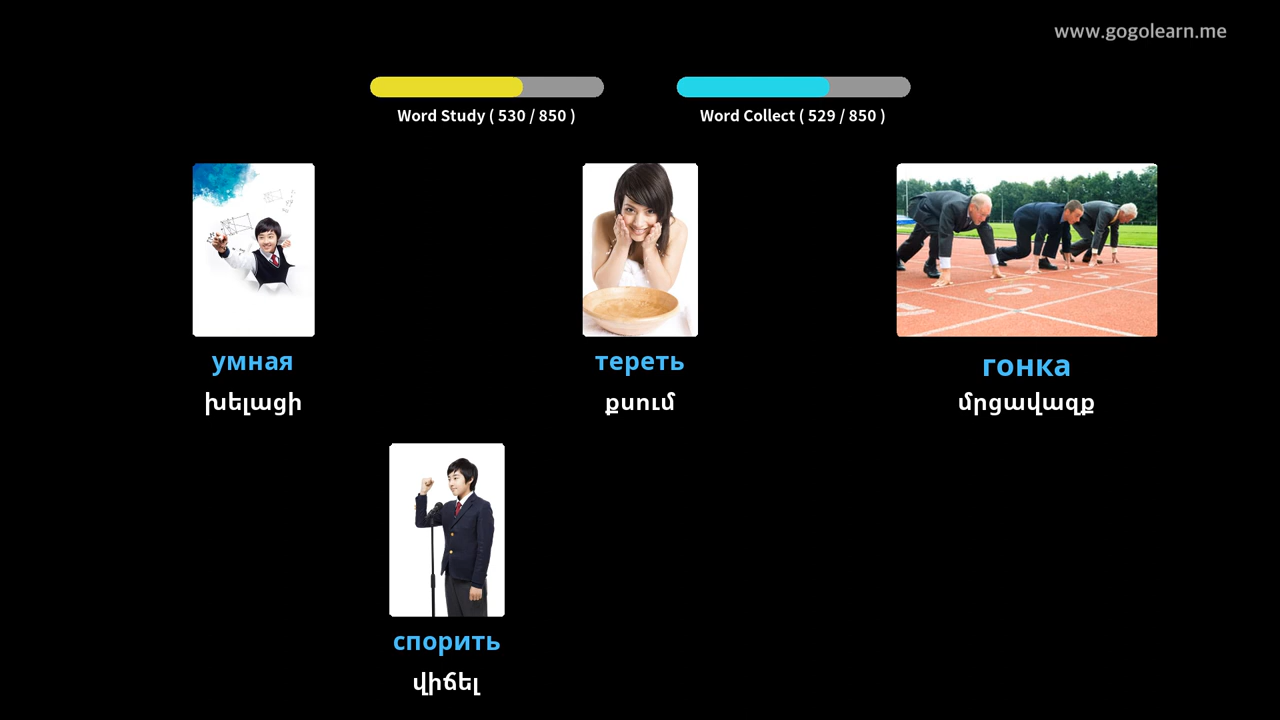 www.gogolearn.me
Word Study ( 530 / 850 )
Word Collect ( 529 / 850 )
умная
խելացի
тереть
քսում
гонка
մրցավազք
спорить
վիճել